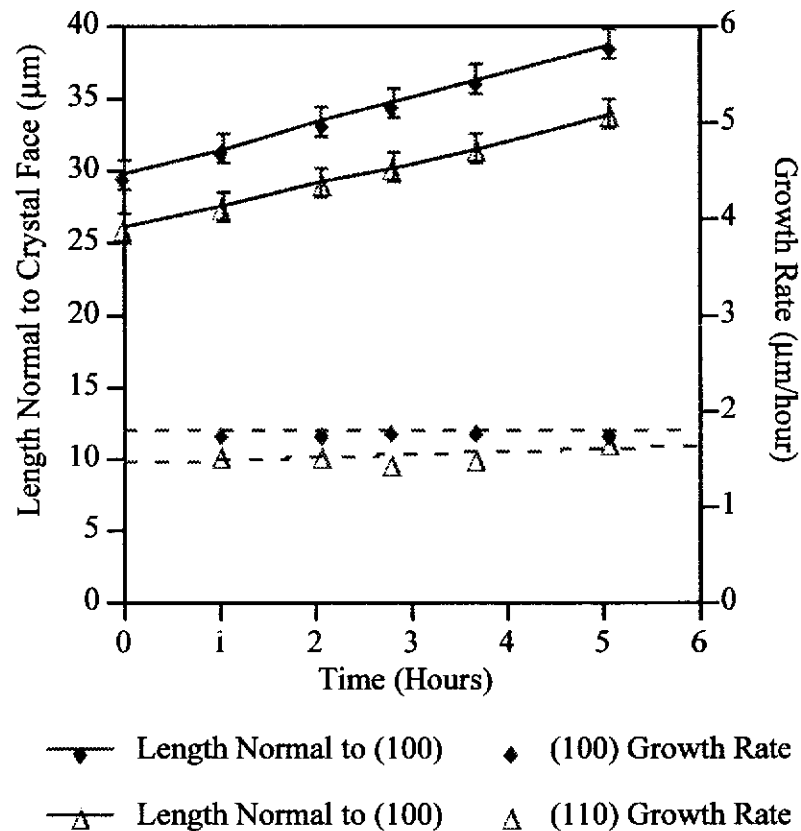 40
35
30
25
20
15
10
5
0
Length Normal to Crystal Face (μm)
6
5
4
3
2
1
0
Growth Rate (μm/hour)
0 1 2 3 4 5 6
Time (Hours)
Length Normal to (100)
(100) Growth Rate
Length Normal to (100)
(110) Growth Rate